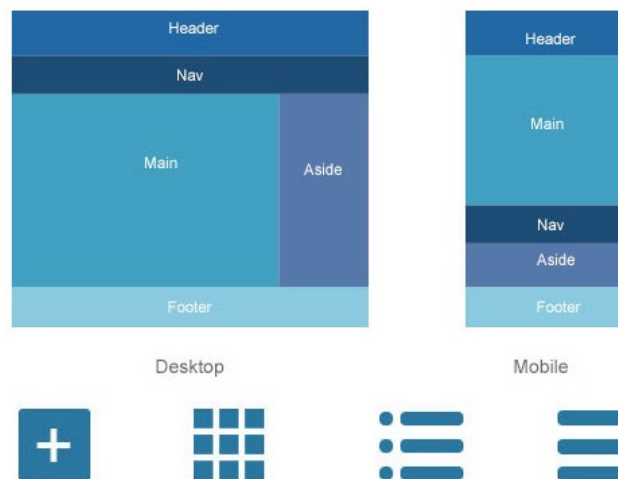 Header
Nav
Main
Aside
Footer
Desktop
Header
Main
Nav
Aside
Footer
Mobile